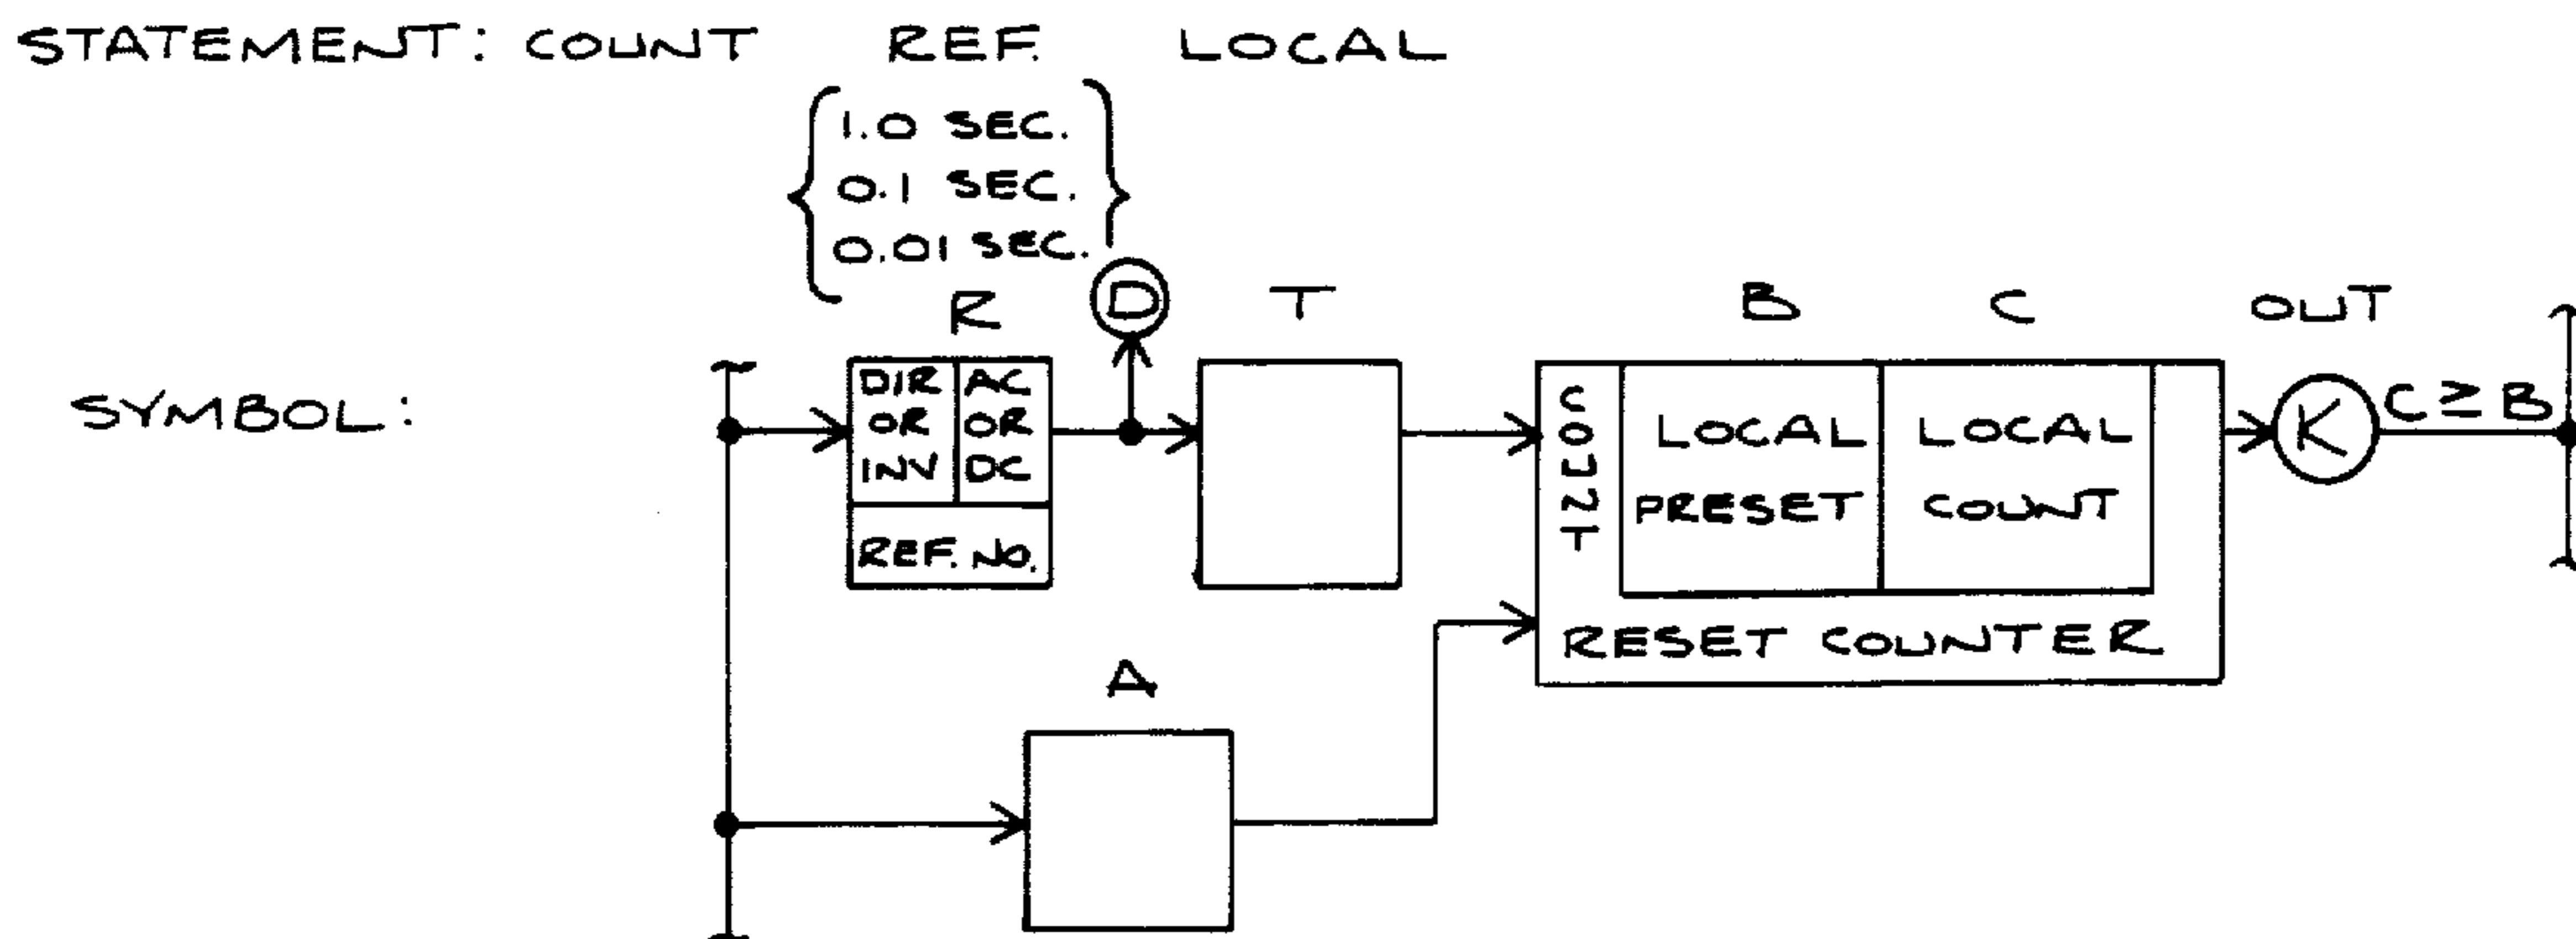 STATEMENT: COUNT REF. LOCAL
1.0 SEC.
0.1 SEC.
0.01 SEC.
R D T B C OUT
SYMBOL:
DIR OR INV
AC OR DC
REF. NO.
COUNT
LOCAL PRESET
LOCAL COUNT
RESET COUNTER
K
C ≥ B
A